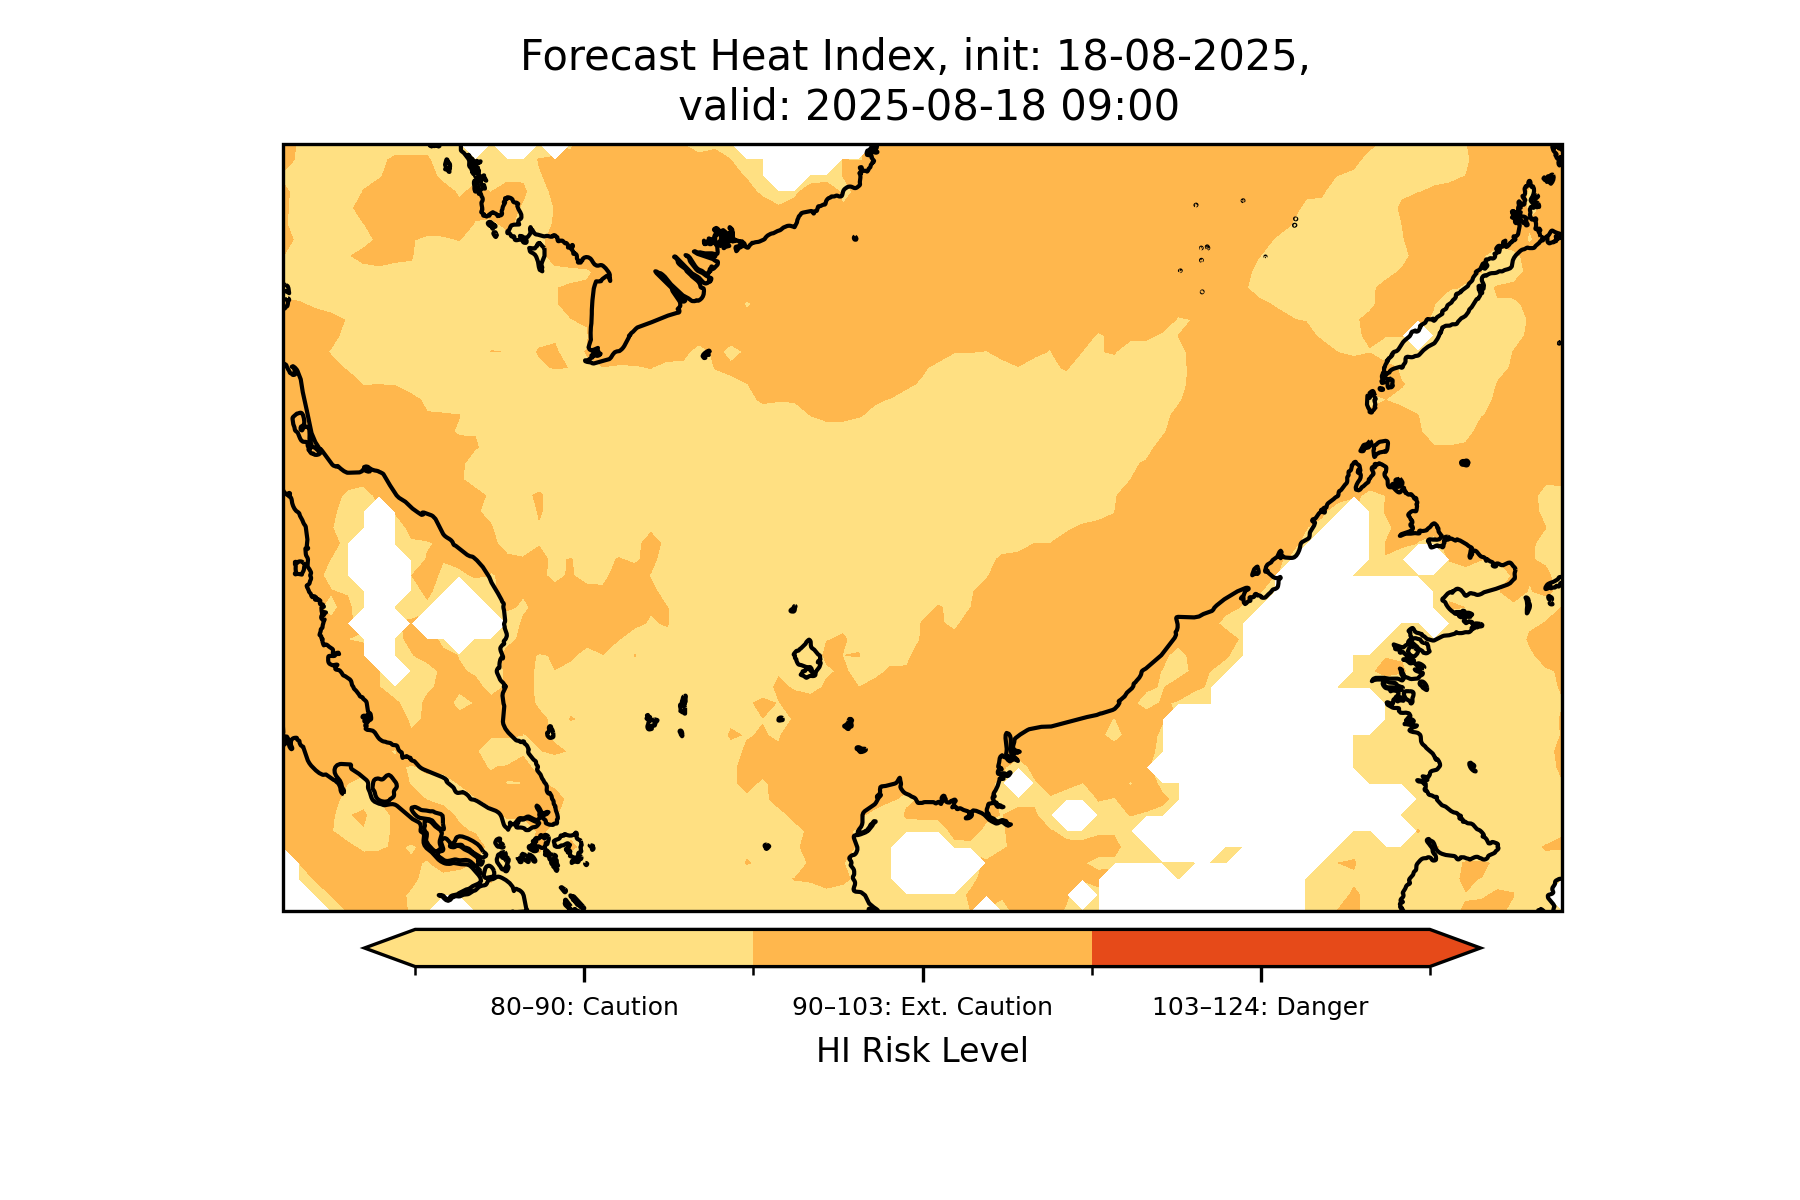 Forecast Heat Index, init: 18-08-2025,
valid: 2025-08-18 09:00
80–90: Caution
90–103: Ext. Caution
103–124: Danger
HI Risk Level